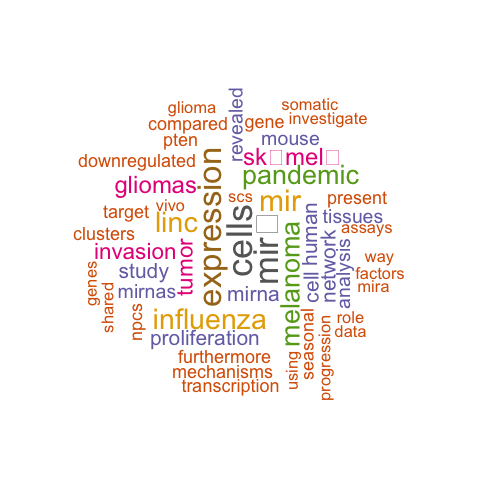 glioma
somatic
compared
gene
investigate
pten
revealed
mouse
downregulated
sk□mel□
gliomas
pandemic
expression
scs
mir
present
target
vivo
linc
cells
mir□
tissues
clusters
assays
invasion
tumor
melanoma
cell
human
network
analysis
way
study
factors
genes
shared
mirnas
mirna
mira
npcs
influenza
role
proliferation
data
furthermore
seasonal
mechanisms
using
progression
transcription